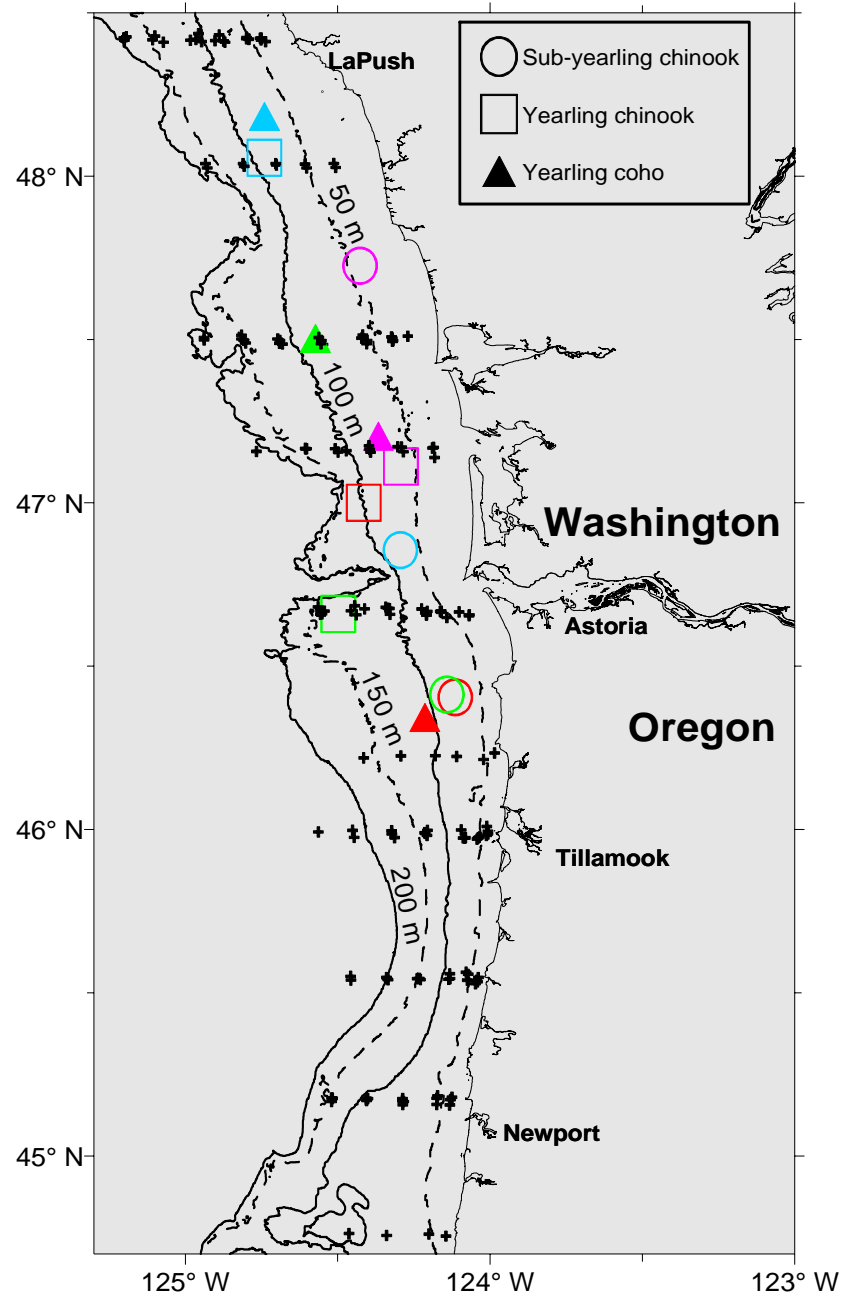 LaPush
Sub-yearling chinook
Yearling chinook
Yearling coho
48° N
50 m
100 m
47° N
Washington
Astoria
150 m
Oregon
46° N
Tillamook
200 m
Newport
45° N
125° W
124° W
123° W